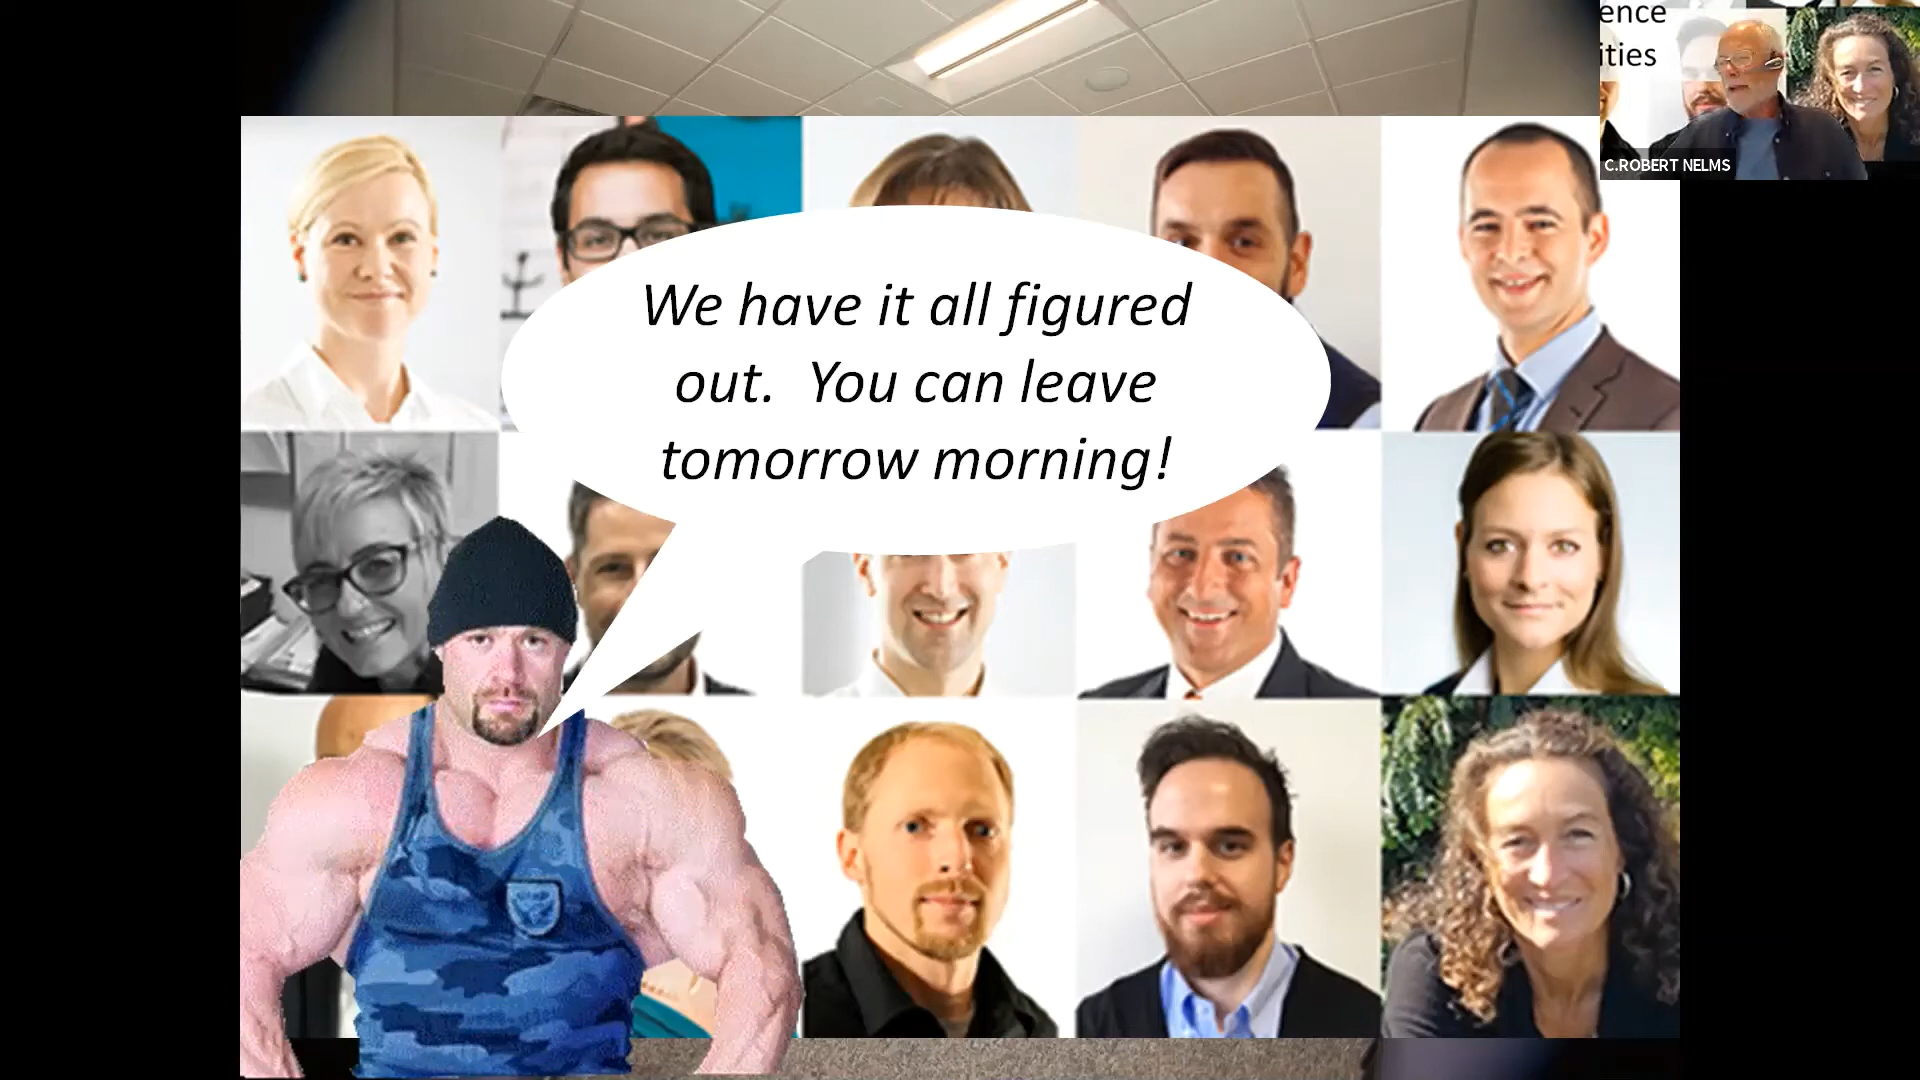 We have it all figured
out.  You can leave
tomorrow morning!
ence
ities
C.ROBERT NELMS